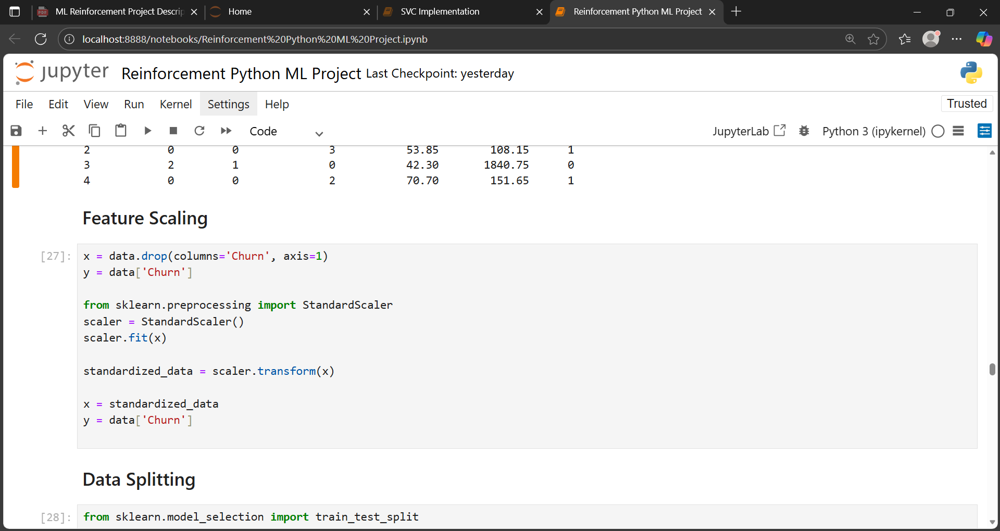 ML Reinforcement Project Descrip
Home
SVC Implementation
Reinforcement Python ML Project
localhost:8888/notebooks/Reinforcement%20Python%20ML%20Project.ipynb
jupyter Reinforcement Python ML Project Last Checkpoint: yesterday
File Edit View Run Kernel Settings Help Trusted
Code JupyterLab Python 3 (ipykernel)
2 0 0 3 53.85 108.15 1
3 2 1 0 42.30 1840.75 0
4 0 0 2 70.70 151.65 1
Feature Scaling
[27]: x = data.drop(columns='Churn', axis=1)
y = data['Churn']
from sklearn.preprocessing import StandardScaler
scaler = StandardScaler()
scaler.fit(x)
standardized_data = scaler.transform(x)
x = standardized_data
y = data['Churn']
Data Splitting
[28]: from sklearn.model_selection import train_test_split